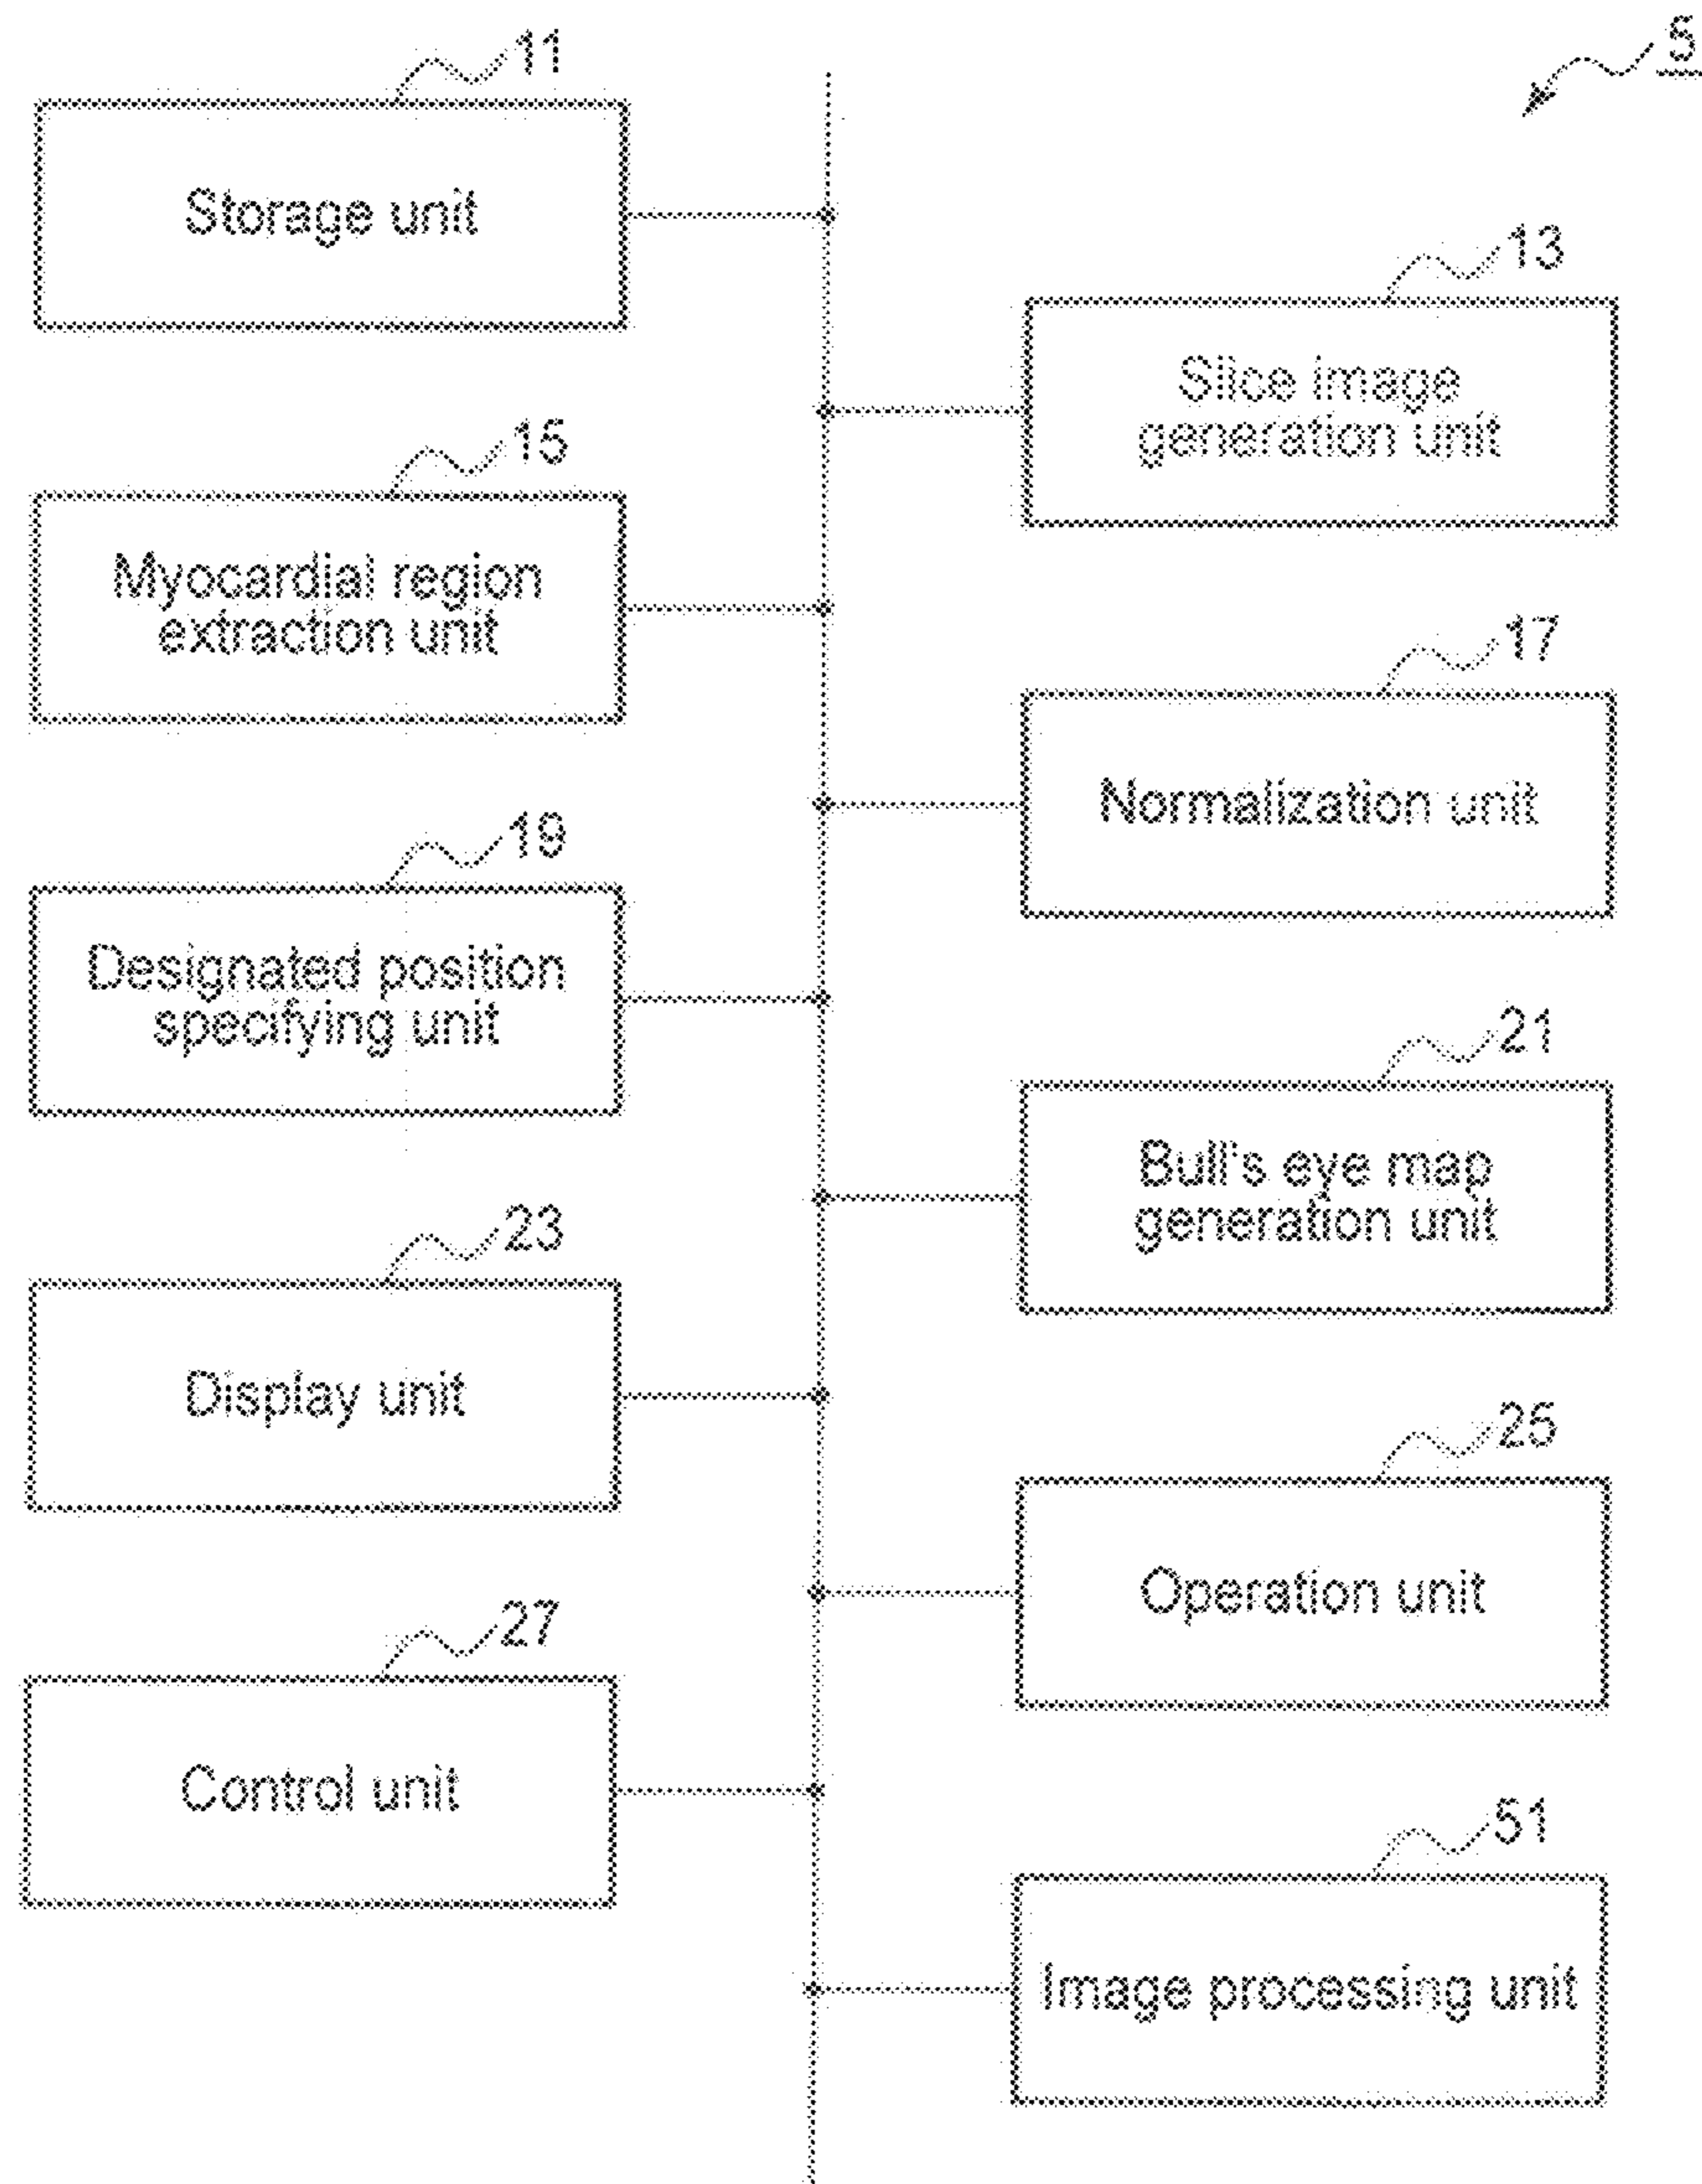 5
11
Storage unit
13
Slice image
generation unit
15
Myocardial region
extraction unit
17
Normalization unit
19
Designated position
specifying unit
21
Bull's eye map
generation unit
23
Display unit
25
Operation unit
27
Control unit
51
Image processing unit